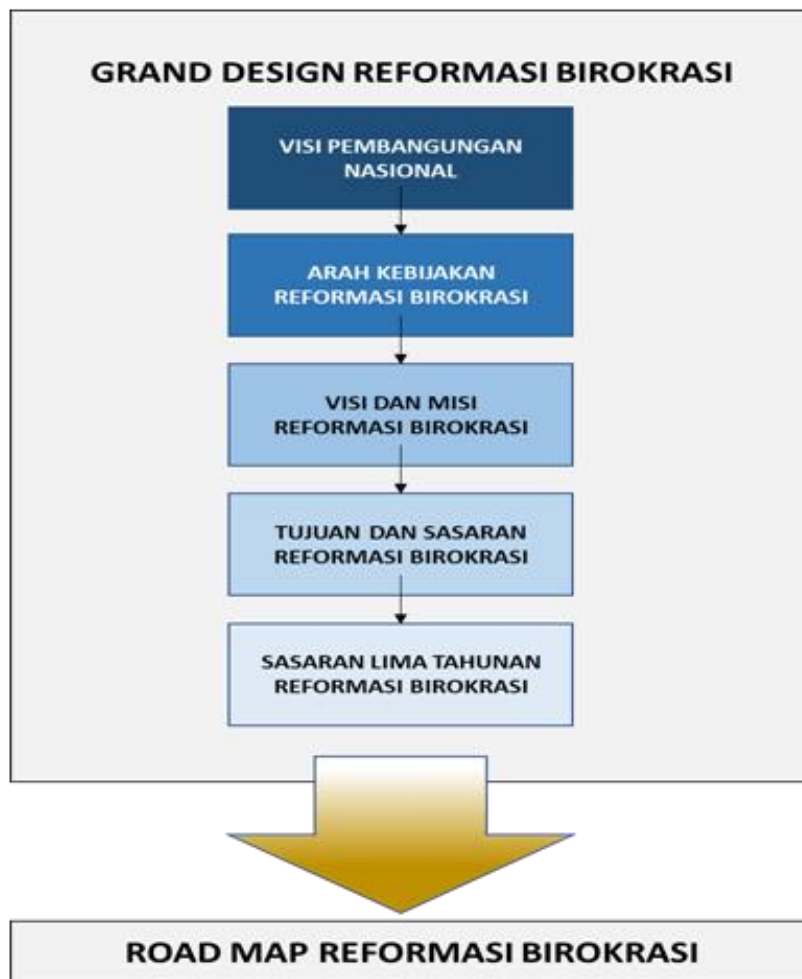 GRAND DESIGN REFORMASI BIROKRASI
VISI PEMBANGUNGAN
NASIONAL
ARAH KEBIJAKAN
REFORMASI BIROKRASI
VISI DAN MISI
REFORMASI BIROKRASI
TUJUAN DAN SASARAN
REFORMASI BIROKRASI
SASARAN LIMA TAHUNAN
REFORMASI BIROKRASI
ROAD MAP REFORMASI BIROKRASI